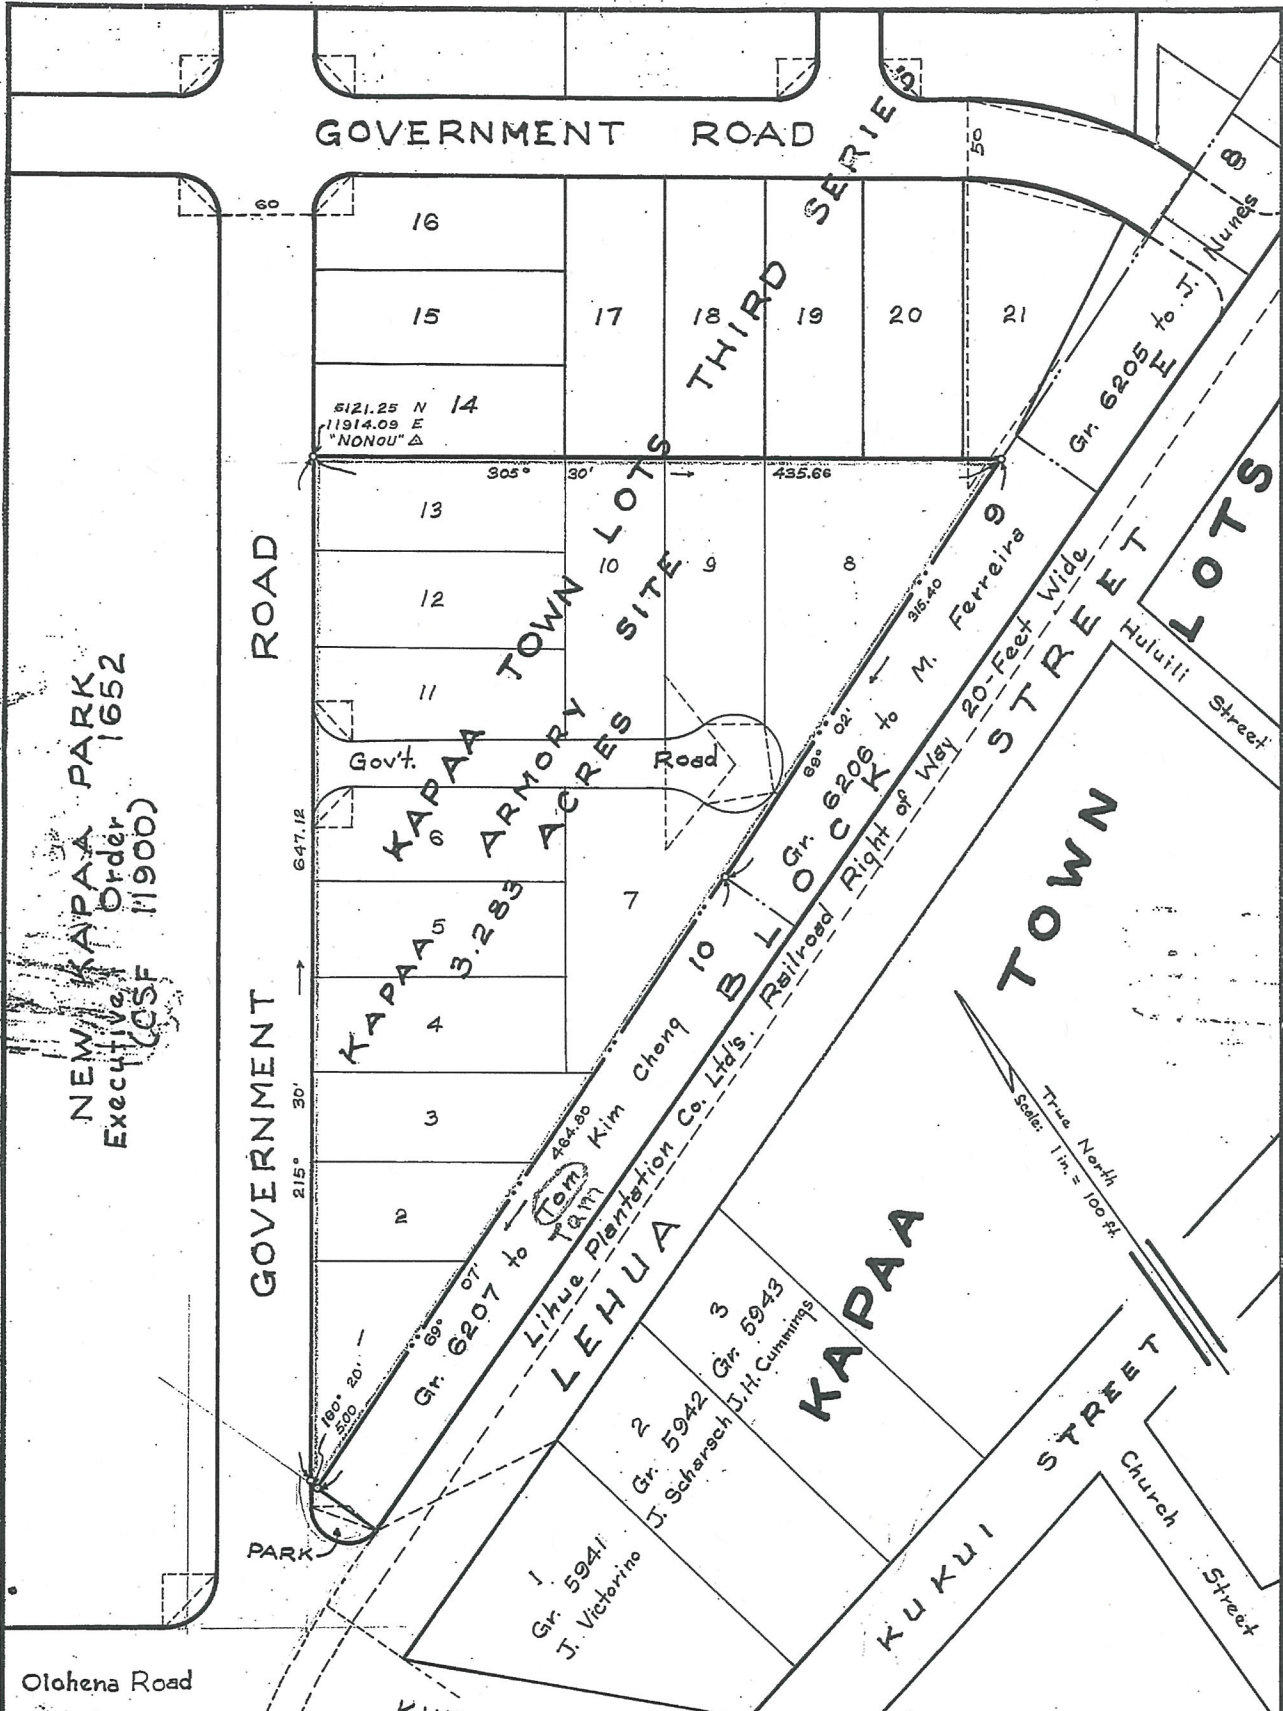 GOVERNMENT ROAD
60
50
THIRD SERIES
16
15
14
17
18
19
20
21
8
Gr. 6205 to J. Nunes
5121.25 N
11914.09 E
"NONOU" △
305° 30' → 435.66
13
12
11
10
9
8
Gov't. Road
6
5
4
3
2
1
7
KAPAA TOWN LOTS
KAPAA ARMORY SITE
3.283 ACRES
GOVERNMENT ROAD
215° 30' → 647.12
NEW KAPAA PARK
Executive Order 1652
(CSF 11900)
9
Gr. 6206 to M. Ferreira
69° 02' ← 315.40
10
Gr. 6207 to Tom Kim Chong
Tam
69° 07' ← 464.80
160° 20'
5.00
BLOCK E
Lihue Plantation Co. Ltd's. Railroad Right of Way 20-Feet Wide
LEHUA STREET
PARK
Olohena Road
KAPAA TOWN LOTS
Huluili Street
True North
Scale: 1 in. = 100 ft.
1
Gr. 5941
J. Victorino
2
Gr. 5942
J. Scharsch
3
Gr. 5943
J.H. Cummings
KUKUI STREET
Church Street